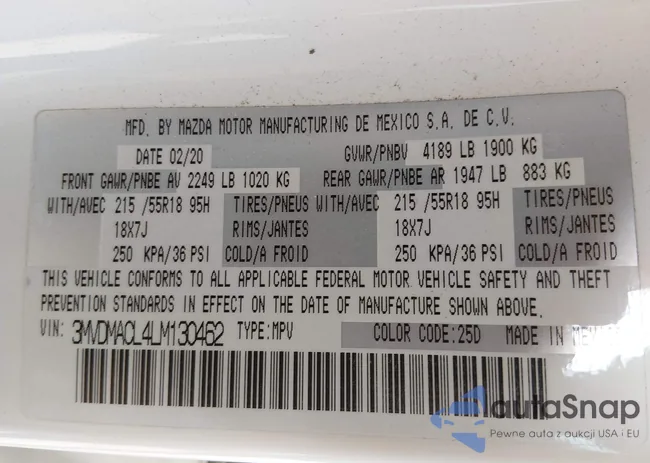 MFD. BY MAZDA MOTOR MANUFACTURING DE MEXICO S.A. DE C.V.
DATE 02/20 GVWR/PNBV 4189 LB 1900 KG
FRONT GAWR/PNBE AV 2249 LB 1020 KG REAR GAWR/PNBE AR 1947 LB 883 KG
WITH/AVEC 215 /55R18 95H TIRES/PNEUS WITH/AVEC 215 /55R18 95H TIRES/PNEUS
18X7J RIMS/JANTES 18X7J RIMS/JANTES
250 KPA/36 PSI COLD/A FROID 250 KPA/36 PSI COLD/A FROID
THIS VEHICLE CONFORMS TO ALL APPLICABLE FEDERAL MOTOR VEHICLE SAFETY AND THEFT
PREVENTION STANDARDS IN EFFECT ON THE DATE OF MANUFACTURE SHOWN ABOVE.
VIN: 3MVDMACL4LM130462 TYPE:MPV COLOR CODE:25D MADE IN MEXICO
autaSnap
Pewne auta z aukcji USA i EU